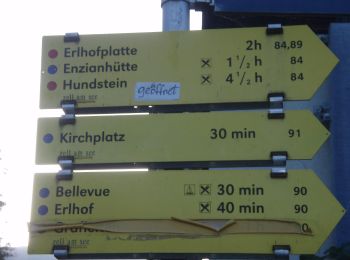 Erlhofplatte 2h 84,89
Enzianhütte 1 1/2 h 84
Hundstein 4 1/2 h 84
geöffnet
zell am see
Kirchplatz 30 min 91
zell am see
Bellevue 30 min 90
Erlhof 40 min 90
0
zell am see